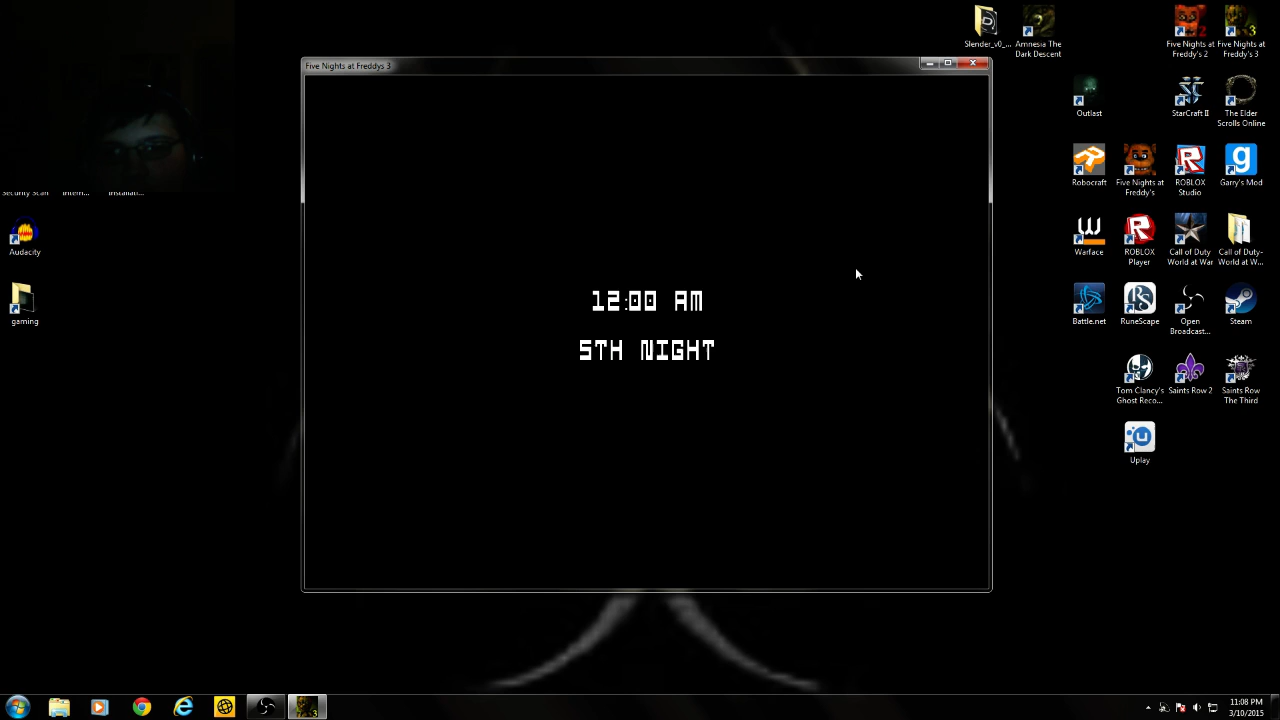 Slender_v0_...
Amnesia The
Dark Descent
Five Nights at
Freddy's 2
Five Nights at
Freddy's 3
Five Nights at Freddys 3
Outlast
StarCraft II
The Elder
Scrolls Online
Robocraft
Five Nights at
Freddy's
ROBLOX
Studio
Garry's Mod
Security Scan
Intern...
Installati...
Audacity
Warface
ROBLOX
Player
Call of Duty
World at War
Call of Duty-
World at W...
gaming
12:00 AM
5TH NIGHT
Battle.net
RuneScape
Open
Broadcast...
Steam
Tom Clancy's
Ghost Reco...
Saints Row 2
Saints Row
The Third
Uplay
11:08 PM
3/10/2015